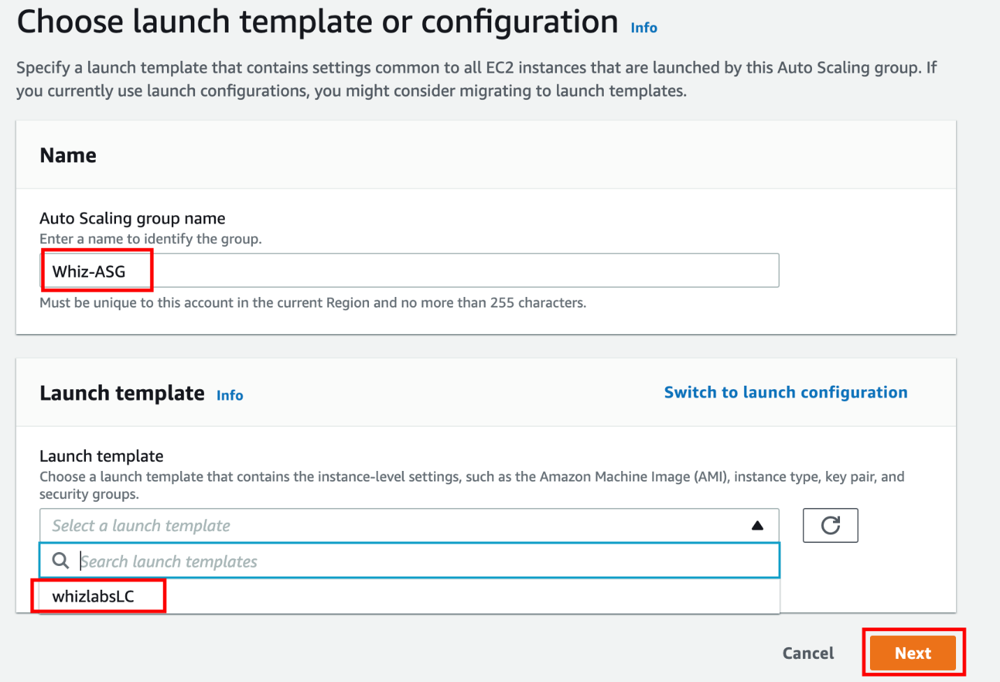 Choose launch template or configuration Info
Specify a launch template that contains settings common to all EC2 instances that are launched by this Auto Scaling group. If
you currently use launch configurations, you might consider migrating to launch templates.
Name
Auto Scaling group name
Enter a name to identify the group.
Whiz-ASG
Must be unique to this account in the current Region and no more than 255 characters.
Launch template Info
Switch to launch configuration
Launch template
Choose a launch template that contains the instance-level settings, such as the Amazon Machine Image (AMI), instance type, key pair, and
security groups.
Select a launch template
Search launch templates
whizlabsLC
Cancel
Next